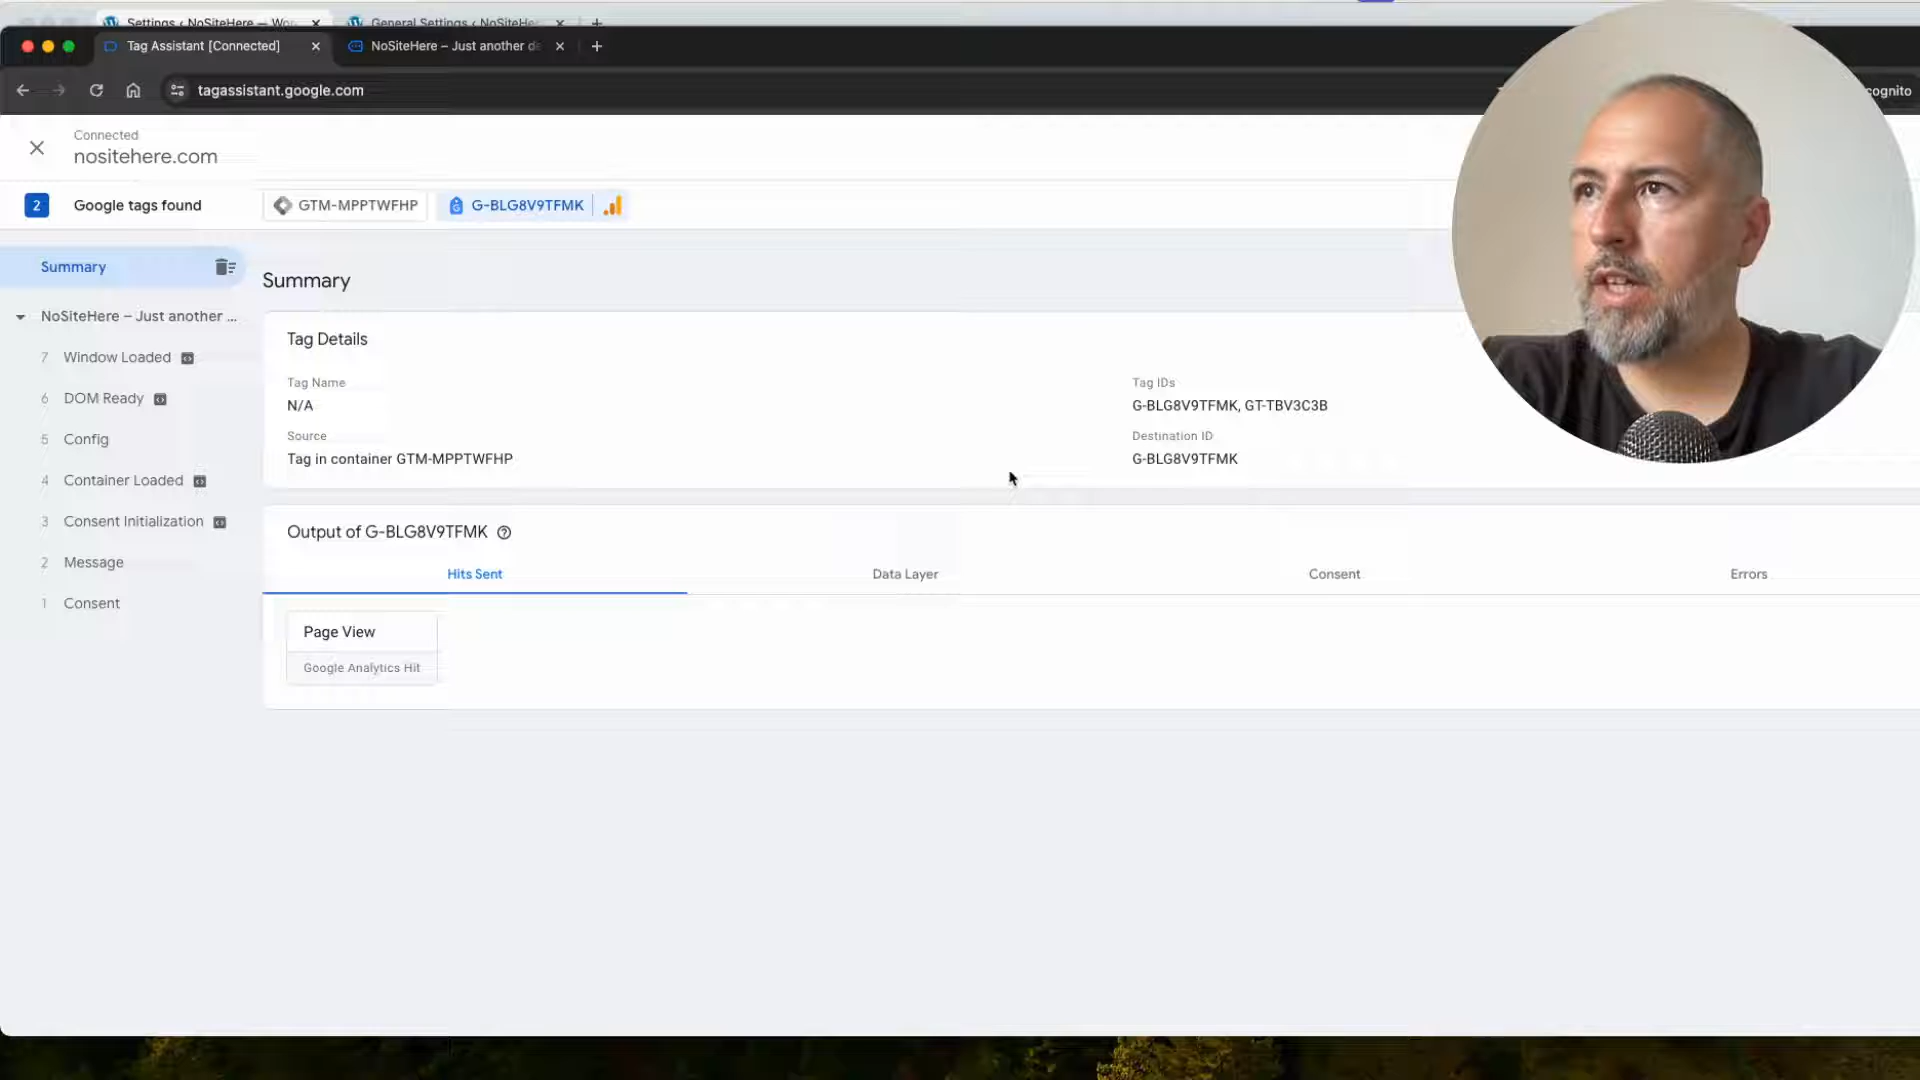 Settings ‹ NoSiteHere — Wo
General Settings ‹ NoSiteHe
Tag Assistant [Connected]
NoSiteHere – Just another d
tagassistant.google.com
cognito
Connected
nositehere.com
2
Google tags found
GTM-MPPTWFHP
G-BLG8V9TFMK
Summary
NoSiteHere – Just another ...
7 Window Loaded
6 DOM Ready
5 Config
4 Container Loaded
3 Consent Initialization
2 Message
1 Consent
Summary
Tag Details
Tag Name
N/A
Tag IDs
G-BLG8V9TFMK, GT-TBV3C3B
Source
Tag in container GTM-MPPTWFHP
Destination ID
G-BLG8V9TFMK
Output of G-BLG8V9TFMK
Hits Sent
Data Layer
Consent
Errors
Page View
Google Analytics Hit